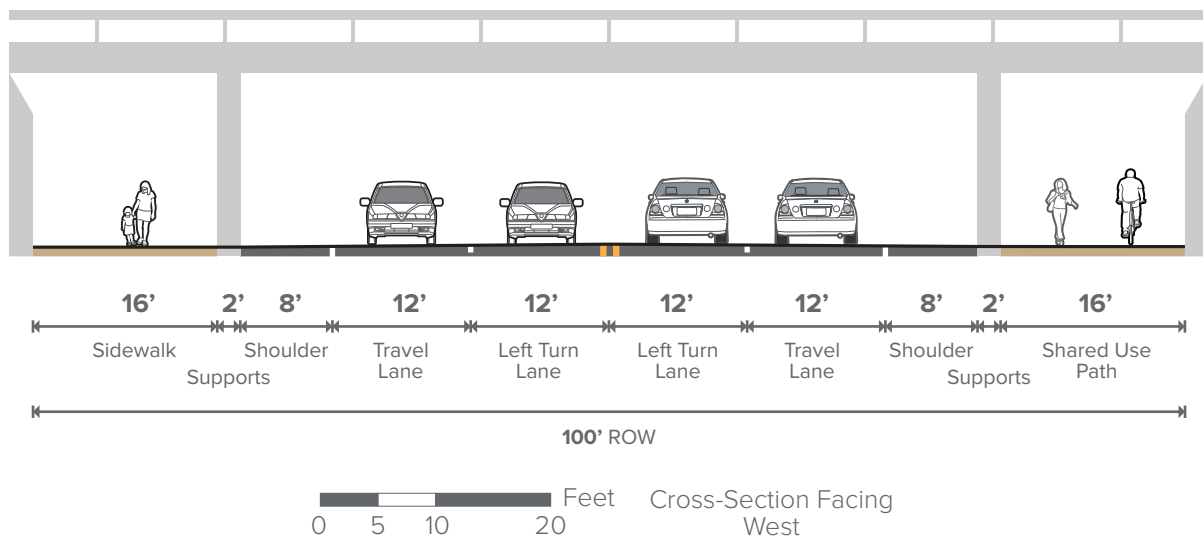 16’ 2’ 8’ 12’ 12’ 12’ 12’ 8’ 2’ 16’
Sidewalk Shoulder Travel Left Turn Left Turn Travel Shoulder Shared Use
Lane Lane Lane Lane Path
Supports Supports
100’ ROW
Feet Cross-Section Facing
0 5 10 20 West